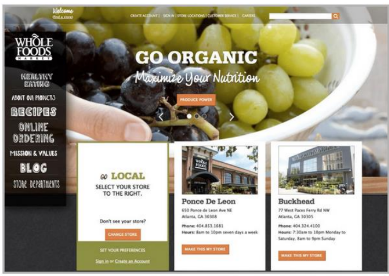 Welcome
find a store
CREATE ACCOUNT | SIGN IN | STORE LOCATIONS | CUSTOMER SERVICE | CAREERS
WHOLE
FOODS
MARKET
HEALTHY
EATING
ABOUT OUR PRODUCTS
RECIPES
ONLINE
ORDERING
MISSION & VALUES
BLOG
STORE DEPARTMENTS
GO ORGANIC
Maximize Your Nutrition
PRODUCE POWER
GO LOCAL
SELECT YOUR STORE
TO THE RIGHT.
Don't see your store?
CHANGE STORE
SET YOUR PREFERENCES
Sign in or Create an Account
Ponce De Leon
650 Ponce de Leon Ave NE
Atlanta, GA 30308
Phone: 404.853.1681
Hours: 8am to 10pm seven days a week
MAKE THIS MY STORE
Buckhead
77 West Paces Ferry Rd NW
Atlanta, GA 30305
Phone: 404.324.4100
Hours: 7:30am to 10pm Monday to
Saturday, 8am to 9pm Sunday
MAKE THIS MY STORE